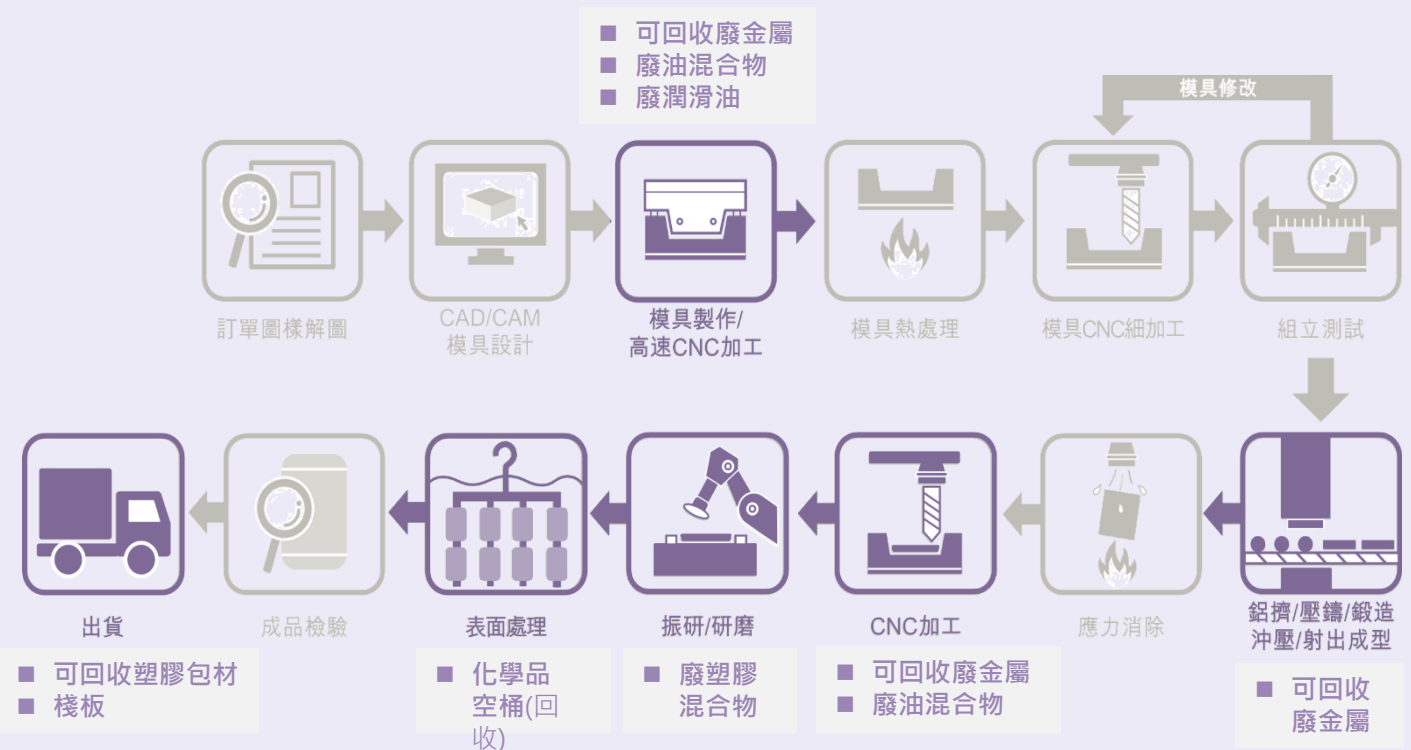 ■ 可回收廢金屬
■ 廢油混合物
■ 廢潤滑油
模具修改
訂單圖樣解圖
CAD/CAM
模具設計
模具製作/
高速CNC加工
模具熱處理
模具CNC細加工
組立測試
出貨
成品檢驗
表面處理
振研/研磨
CNC加工
應力消除
鋁擠/壓鑄/鍛造
沖壓/射出成型
■ 可回收塑膠包材
■ 棧板
■ 化學品
空桶(回
收)
■ 廢塑膠
混合物
■ 可回收廢金屬
■ 廢油混合物
■ 可回收
廢金屬